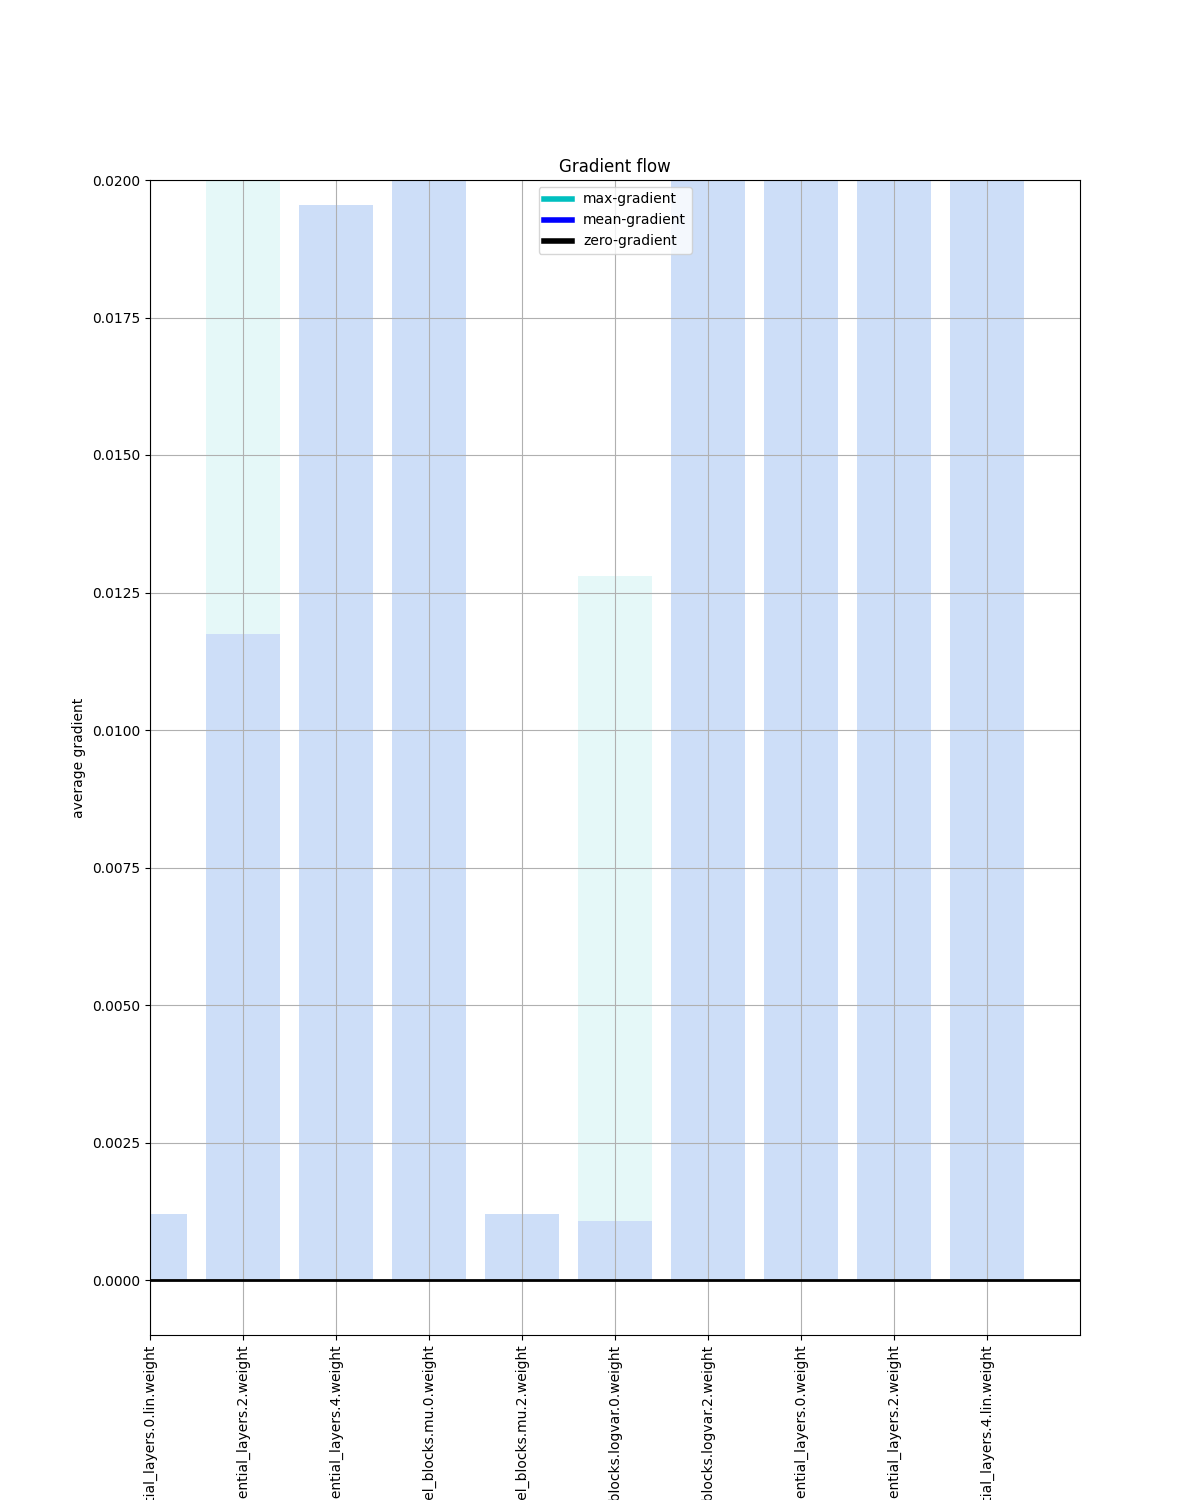 Gradient flow
max-gradient
mean-gradient
zero-gradient
0.0200
0.0175
0.0150
0.0125
0.0100
0.0075
0.0050
0.0025
0.0000
average gradient
tial_layers.0.lin.weight
ential_layers.2.weight
ential_layers.4.weight
el_blocks.mu.0.weight
el_blocks.mu.2.weight
blocks.logvar.0.weight
blocks.logvar.2.weight
ential_layers.0.weight
ential_layers.2.weight
tial_layers.4.lin.weight